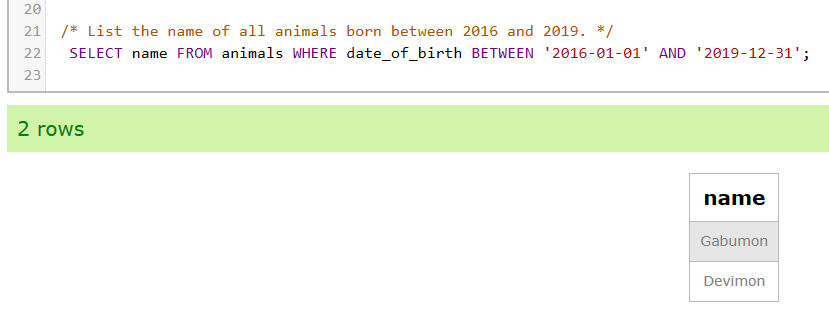 20
21 /* List the name of all animals born between 2016 and 2019. */
22 SELECT name FROM animals WHERE date_of_birth BETWEEN '2016-01-01' AND '2019-12-31';
23
2 rows
name
Gabumon
Devimon